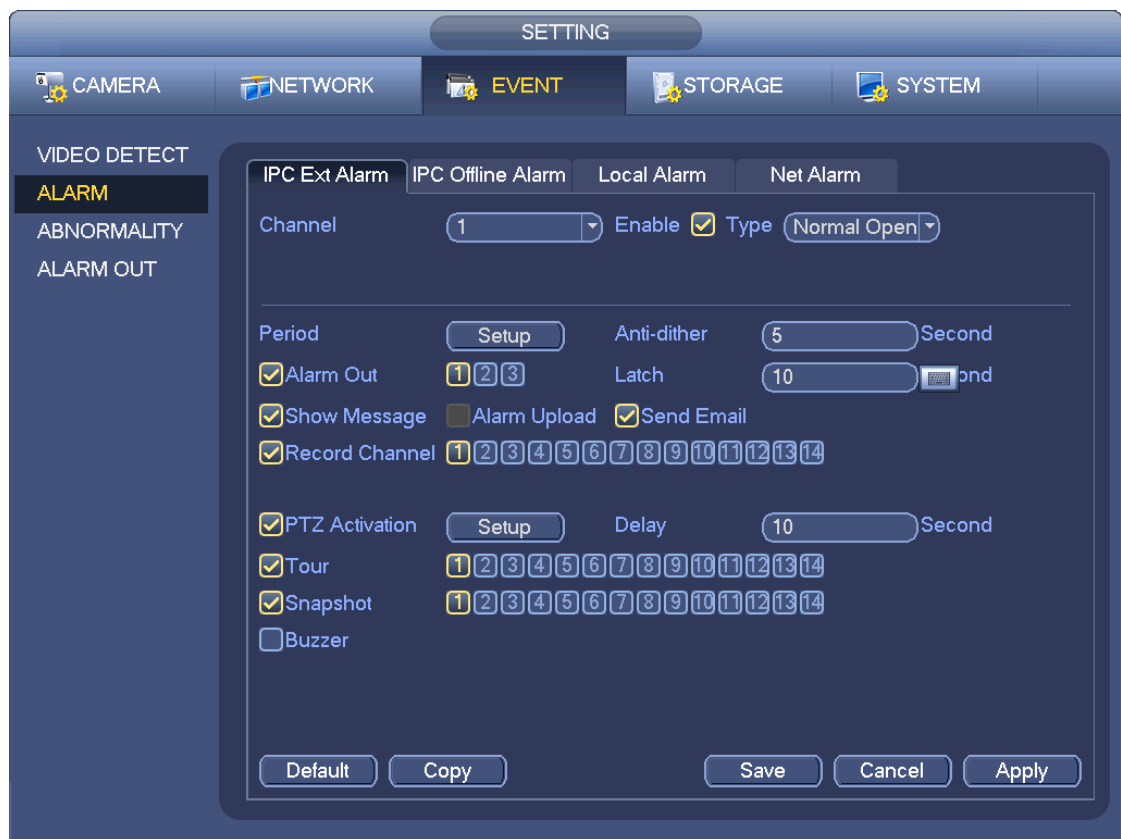 SETTING
CAMERA NETWORK EVENT STORAGE SYSTEM
VIDEO DETECT
ALARM
ABNORMALITY
ALARM OUT
IPC Ext Alarm IPC Offline Alarm Local Alarm Net Alarm
Channel 1 Enable Type Normal Open
Period Setup Anti-dither 5 Second
Alarm Out 1 2 3 Latch 10 ond
Show Message Alarm Upload Send Email
Record Channel 1 2 3 4 5 6 7 8 9 10 11 12 13 14
PTZ Activation Setup Delay 10 Second
Tour 1 2 3 4 5 6 7 8 9 10 11 12 13 14
Snapshot 1 2 3 4 5 6 7 8 9 10 11 12 13 14
Buzzer
Default Copy Save Cancel Apply